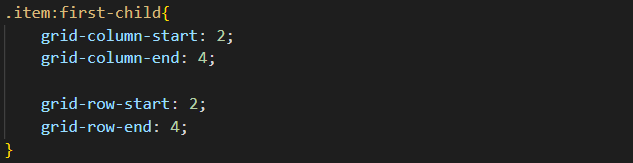 .item:first-child{
    grid-column-start: 2;
    grid-column-end: 4;

    grid-row-start: 2;
    grid-row-end: 4;
}